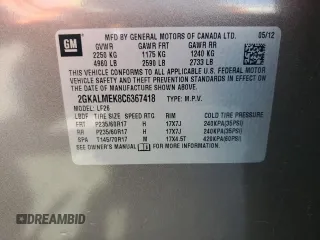 GM
MFD BY GENERAL MOTORS OF CANADA LTD. 05/12
GVWR GAWR FRT GAWR RR
2250 KG 1175 KG 1240 KG
4960 LB 2590 LB 2733 LB
THIS VEHICLE CONFORMS TO ALL APPLICABLE U.S. FEDERAL MOTOR VEHICLE
SAFETY AND THEFT PREVENTION STANDARDS IN EFFECT ON
THE DATE OF MANUFACTURE SHOWN ABOVE.
2GKALMEK8C6367418 TYPE: M.P.V.
MODEL: LF26
TIRE SIZE SPEED RTG RIM COLD TIRE PRESSURE
FRT P235/60R17 H 17X7J 240KPA(35PSI)
RR P235/60R17 H 17X7J 240KPA(35PSI)
SPA T145/70R17 M 17X4.5T 420KPA(60PSI)
SEE OWNER'S MANUAL FOR ADDITIONAL INFORMATION
DEARBID